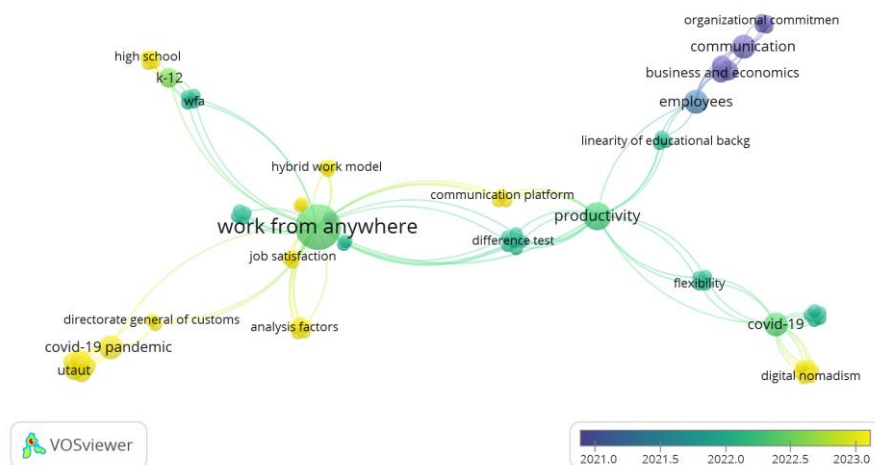 organizational commitmen
communication
high school
k-12
business and economics
wfa
employees
linearity of educational backg
hybrid work model
communication platform
productivity
work from anywhere
difference test
job satisfaction
flexibility
directorate general of customs
analysis factors
covid-19
covid-19 pandemic
utaut
digital nomadism
VOSviewer
2021.0 2021.5 2022.0 2022.5 2023.0